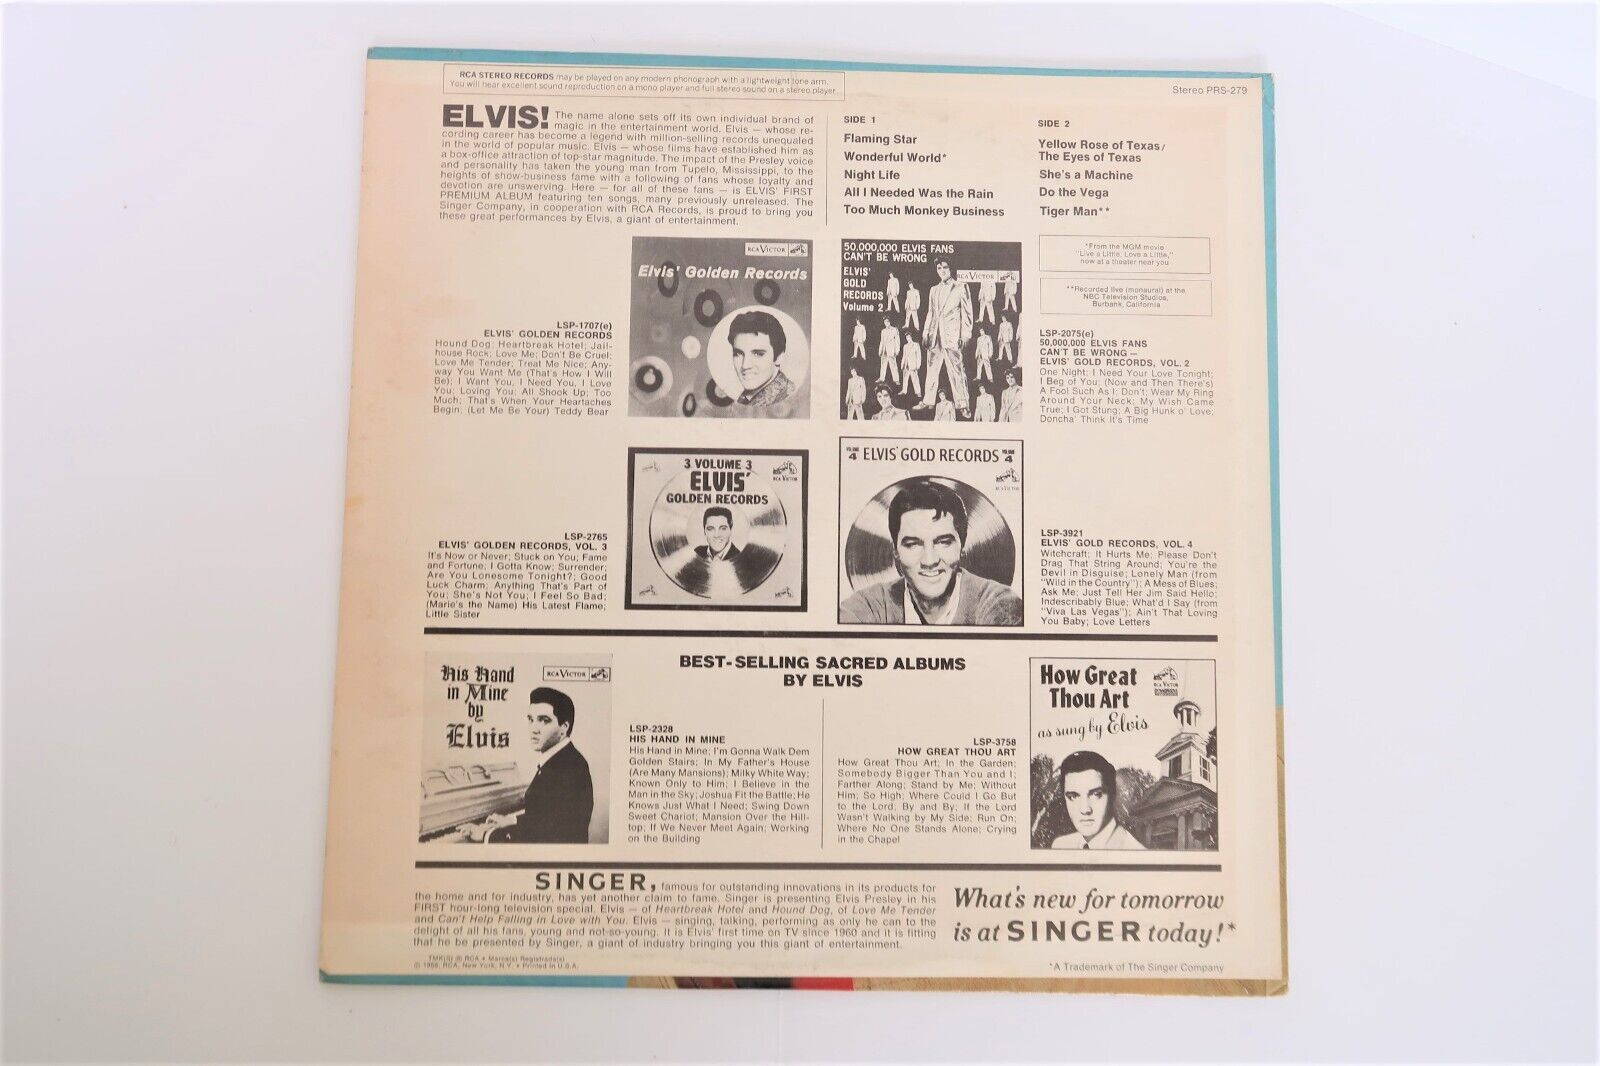 RCA STEREO RECORDS may be played on any modern phonograph with a lightweight tone arm.
You will hear excellent sound reproduction on a mono player and full stereo sound on a stereo player.
Stereo PRS-279
ELVIS! The name alone sets off its own individual brand of
magic in the entertainment world. Elvis — whose re-
cording career has become a legend with million-selling records unequaled
in the world of popular music. Elvis — whose films have established him as
a box-office attraction of top-star magnitude. The impact of the Presley voice
and personality has taken the young man from Tupelo, Mississippi, to the
heights of show-business fame with a following of fans whose loyalty and
devotion are unswerving. Here — for all of these fans — is ELVIS' FIRST
PREMIUM ALBUM featuring ten songs, many previously unreleased. The
Singer Company, in cooperation with RCA Records, is proud to bring you
these great performances by Elvis, a giant of entertainment.
SIDE 1
Flaming Star
Wonderful World*
Night Life
All I Needed Was the Rain
Too Much Monkey Business
SIDE 2
Yellow Rose of Texas/
The Eyes of Texas
She's a Machine
Do the Vega
Tiger Man**
*From the MGM movie
"Live a Little, Love a Little,"
now at a theater near you
**Recorded live (monaural) at the
NBC Television Studios,
Burbank, California
LSP-1707(e)
ELVIS' GOLDEN RECORDS
Hound Dog; Heartbreak Hotel; Jail-
house Rock; Love Me; Don't Be Cruel;
Love Me Tender; Treat Me Nice; Any-
way You Want Me (That's How I Will
Be); I Want You, I Need You, I Love
You; Loving You; All Shook Up; Too
Much; That's When Your Heartaches
Begin; (Let Me Be Your) Teddy Bear
RCA VICTOR
Elvis' Golden Records
50,000,000 ELVIS FANS
CAN'T BE WRONG
ELVIS'
GOLD
RECORDS
Volume 2
RCA VICTOR
LSP-2075(e)
50,000,000 ELVIS FANS
CAN'T BE WRONG —
ELVIS' GOLD RECORDS, VOL. 2
One Night; I Need Your Love Tonight;
I Beg of You; (Now and Then There's)
A Fool Such As I; Don't; Wear My Ring
Around Your Neck; My Wish Came
True; I Got Stung; A Big Hunk o' Love;
Doncha' Think It's Time
LSP-2765
ELVIS' GOLDEN RECORDS, VOL. 3
It's Now or Never; Stuck on You; Fame
and Fortune; I Gotta Know; Surrender;
Are You Lonesome Tonight?; Good
Luck Charm; Anything That's Part of
You; She's Not You; I Feel So Bad;
(Marie's the Name) His Latest Flame;
Little Sister
3 VOLUME 3
ELVIS'
GOLDEN RECORDS
RCA VICTOR
VOLUME 4 ELVIS' GOLD RECORDS VOLUME 4
RCA VICTOR
LSP-3921
ELVIS' GOLD RECORDS, VOL. 4
Witchcraft; It Hurts Me; Please Don't
Drag That String Around; You're the
Devil in Disguise; Lonely Man (from
"Wild in the Country"); A Mess of Blues;
Ask Me; Just Tell Her Jim Said Hello;
Indescribably Blue; What'd I Say (from
"Viva Las Vegas"); Ain't That Loving
You Baby; Love Letters
His Hand
in Mine
by
Elvis
RCA VICTOR
BEST-SELLING SACRED ALBUMS
BY ELVIS
LSP-2328
HIS HAND IN MINE
His Hand in Mine; I'm Gonna Walk Dem
Golden Stairs; In My Father's House
(Are Many Mansions); Milky White Way;
Known Only to Him; I Believe in the
Man in the Sky; Joshua Fit the Battle; He
Knows Just What I Need; Swing Down
Sweet Chariot; Mansion Over the Hill-
top; If We Never Meet Again; Working
on the Building
LSP-3758
HOW GREAT THOU ART
How Great Thou Art; In the Garden;
Somebody Bigger Than You and I;
Farther Along; Stand by Me; Without
Him; So High; Where Could I Go But
to the Lord; By and By; If the Lord
Wasn't Walking by My Side; Run On;
Where No One Stands Alone; Crying
in the Chapel
How Great
Thou Art
as sung by Elvis
RCA VICTOR
SINGER, famous for outstanding innovations in its products for
the home and for industry, has yet another claim to fame. Singer is presenting Elvis Presley in his
FIRST hour-long television special. Elvis — of Heartbreak Hotel and Hound Dog, of Love Me Tender
and Can't Help Falling in Love with You. Elvis — singing, talking, performing as only he can to the
delight of all his fans, young and not-so-young. It is Elvis' first time on TV since 1960 and it is fitting
that he be presented by Singer, a giant of industry bringing you this giant of entertainment.
What's new for tomorrow
is at SINGER today!*
TMK(S) ® RCA • Marca(s) Registrada(s)
© 1968, RCA, New York, N.Y. • Printed in U.S.A.
*A Trademark of The Singer Company